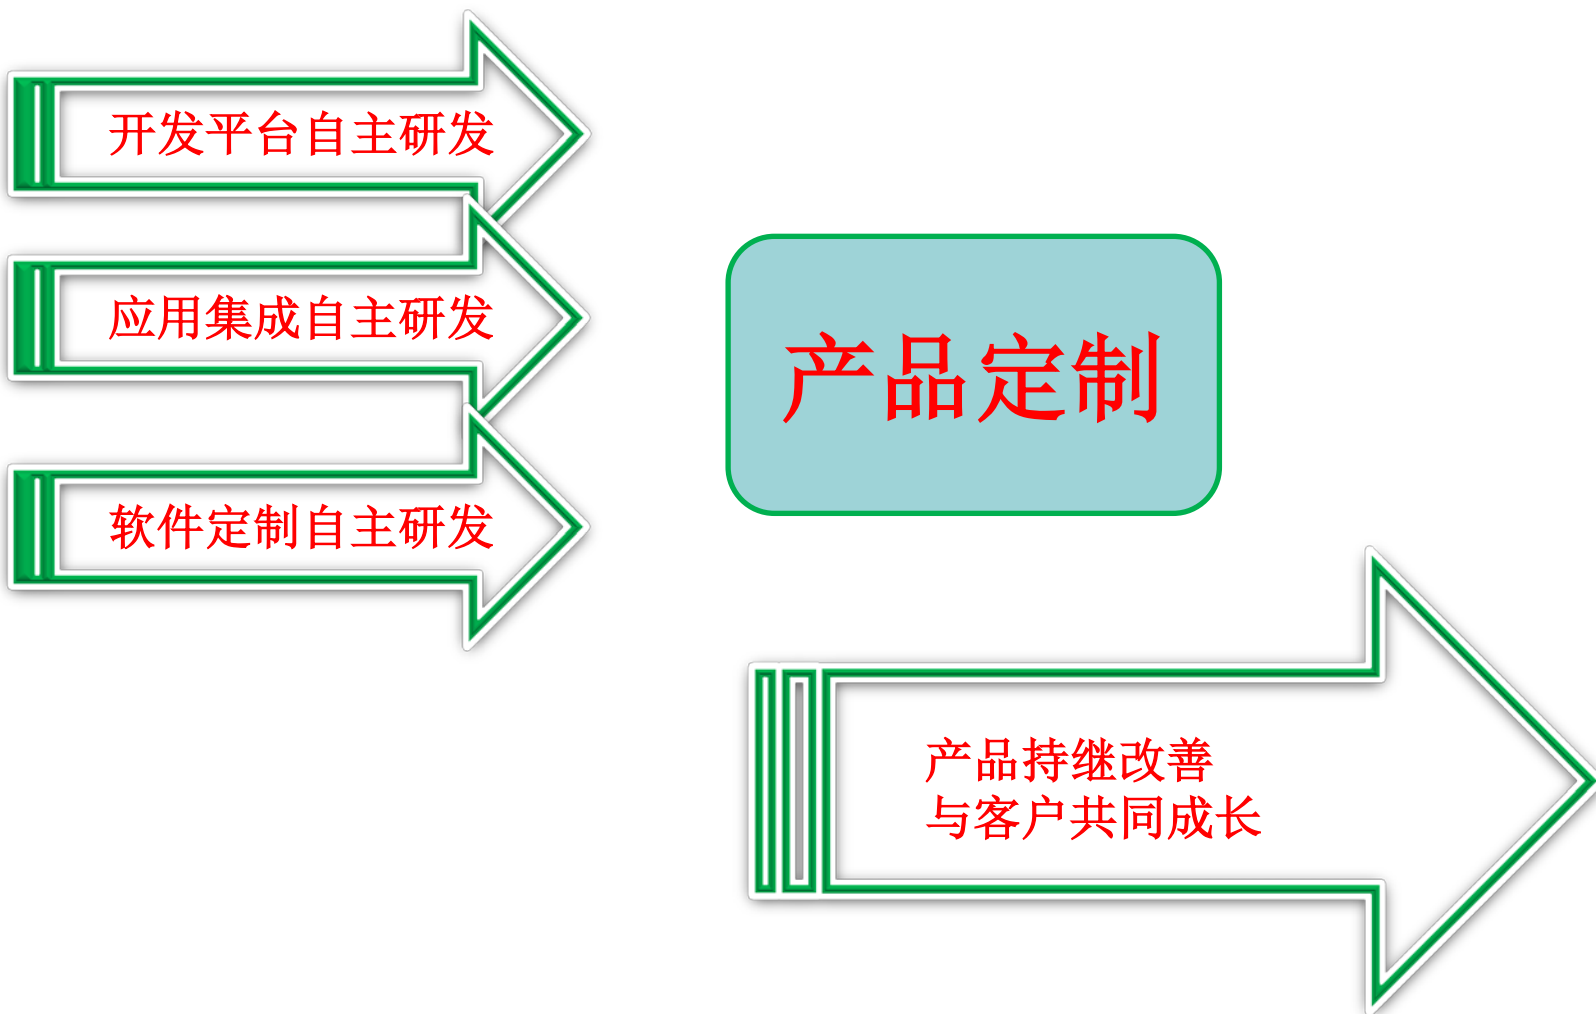 开发平台自主研发
应用集成自主研发
软件定制自主研发
产品定制
产品持继改善
与客户共同成长